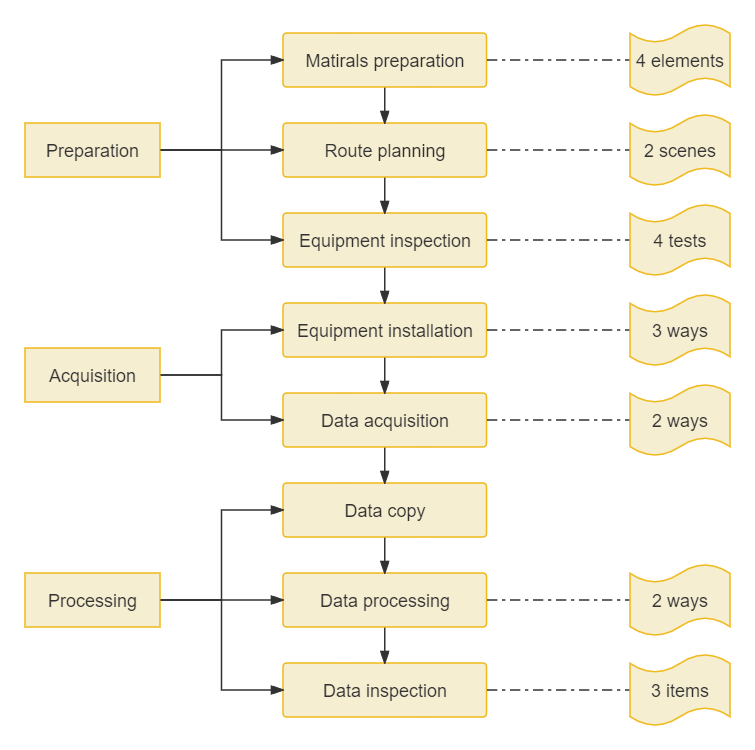 Matirals preparation
4 elements
Preparation
Route planning
2 scenes
Equipment inspection
4 tests
Equipment installation
3 ways
Acquisition
Data acquisition
2 ways
Data copy
Processing
Data processing
2 ways
Data inspection
3 items